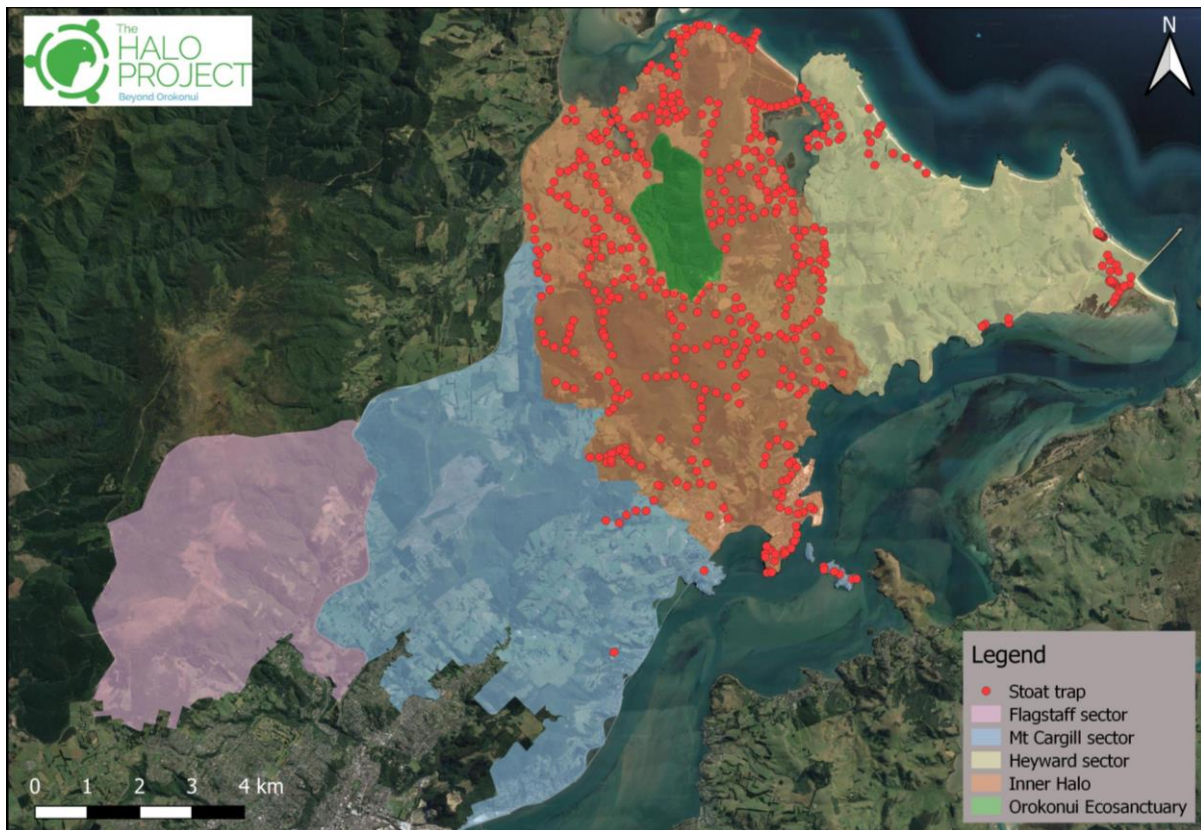 The
HALO
PROJECT
Beyond Orokonui
N
Legend
Stoat trap
Flagstaff sector
Mt Cargill sector
Heyward sector
Inner Halo
Orokonui Ecosanctuary
0 1 2 3 4 km